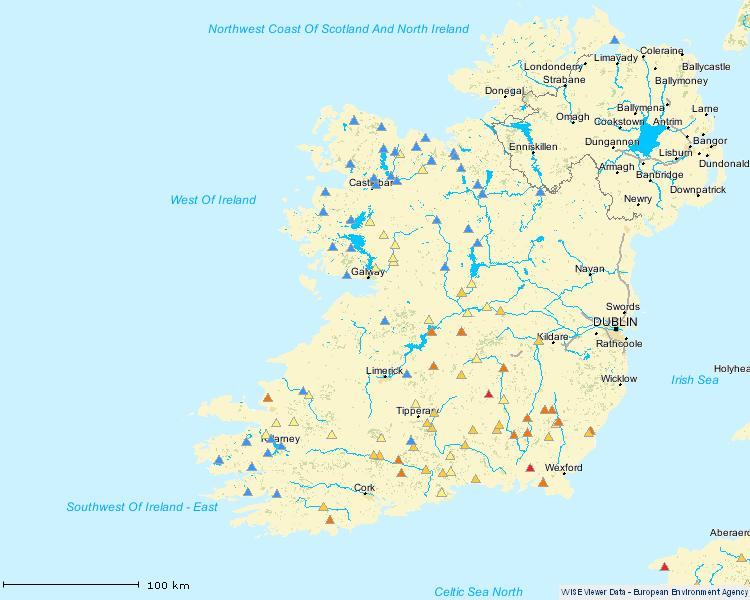 Northwest Coast Of Scotland And North Ireland
Coleraine
Limavady
Londonderry
Ballycastle
Strabane
Ballymoney
Donegal
Ballymena
Larne
Omagh
Cookstown
Antrim
Dungannon
Bangor
Enniskillen
Lisburn
Dundonald
Armagh
Banbridge
Castlebar
Downpatrick
West Of Ireland
Newry
Galway
Navan
Swords
DUBLIN
Kildare
Rathcoole
Limerick
Holyhea
Wicklow
Irish Sea
Tipperary
Killarney
Wexford
Cork
Southwest Of Ireland - East
Aberaero
100 km
Celtic Sea North
WISE Viewer Data - European Environment Agency